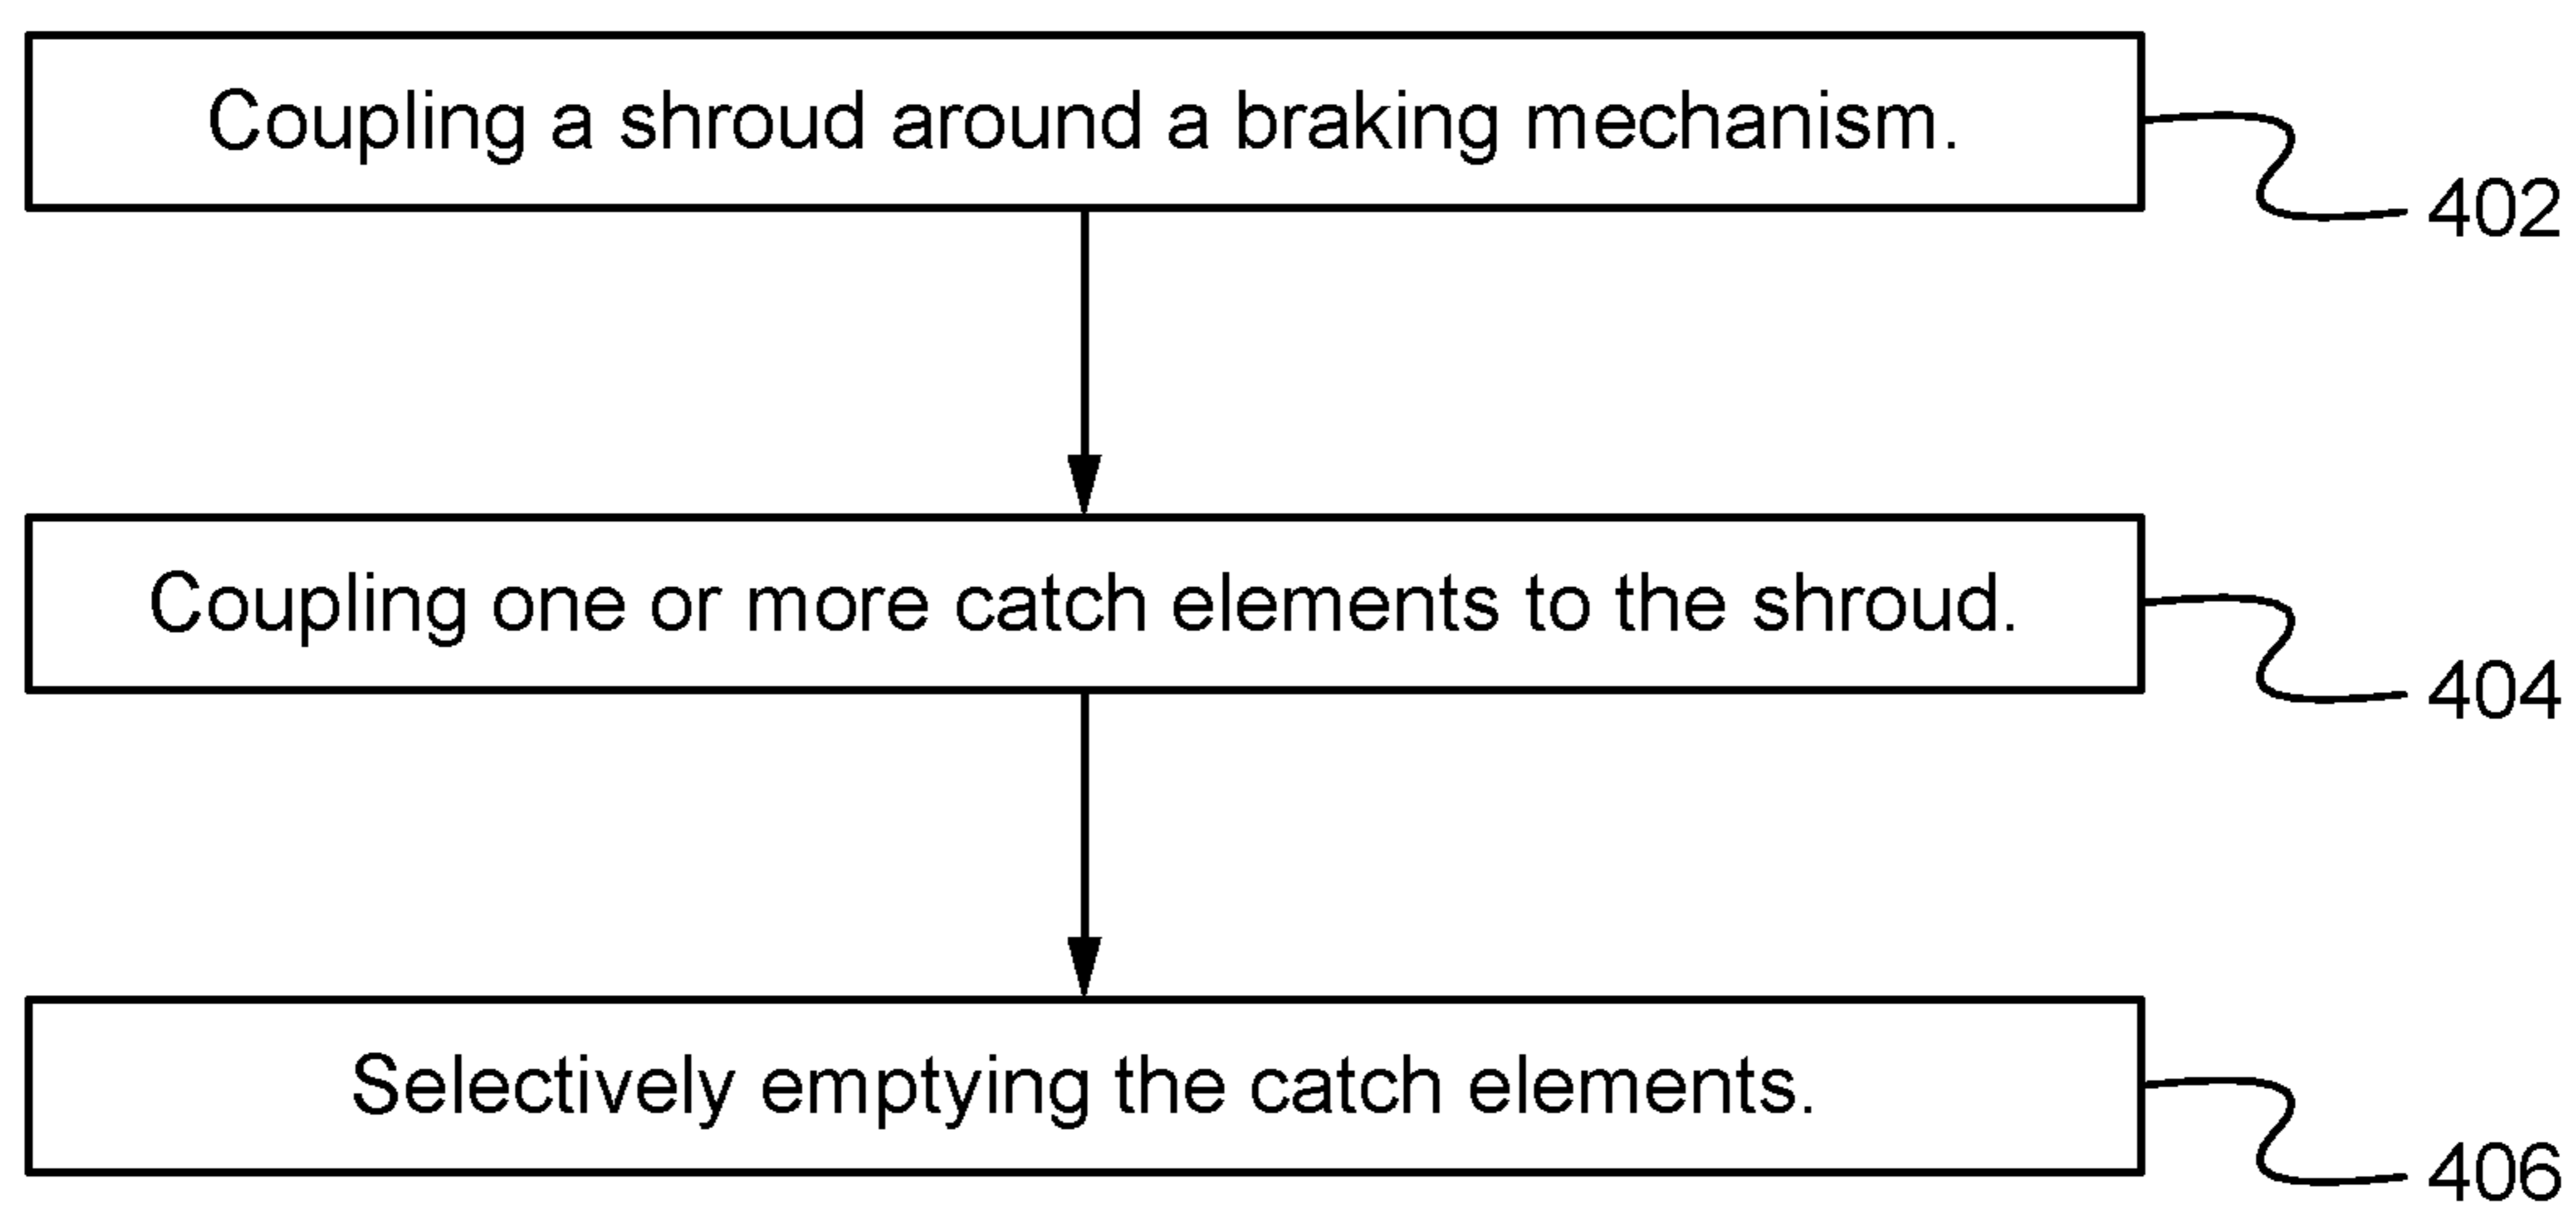 Coupling a shroud around a braking mechanism.
402
Coupling one or more catch elements to the shroud.
404
Selectively emptying the catch elements.
406